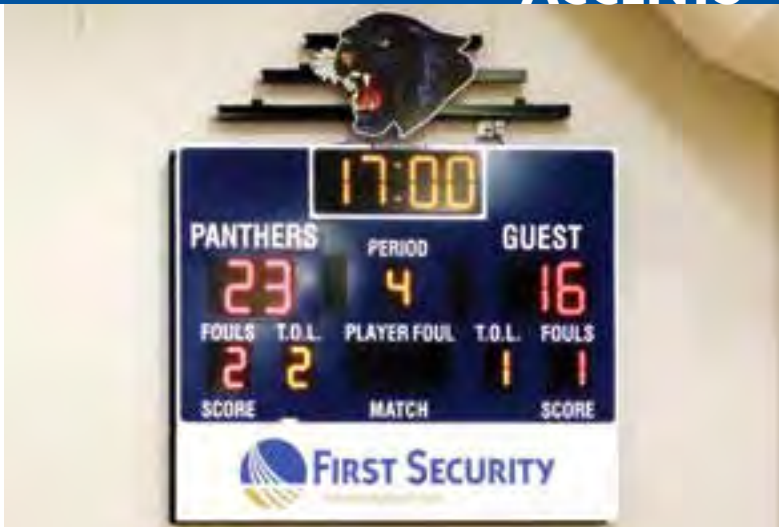 17:00
PANTHERS PERIOD GUEST
23 4 16
FOULS T.O.L. PLAYER FOUL T.O.L. FOULS
2 2 1 1
SCORE MATCH SCORE
FIRST SECURITY